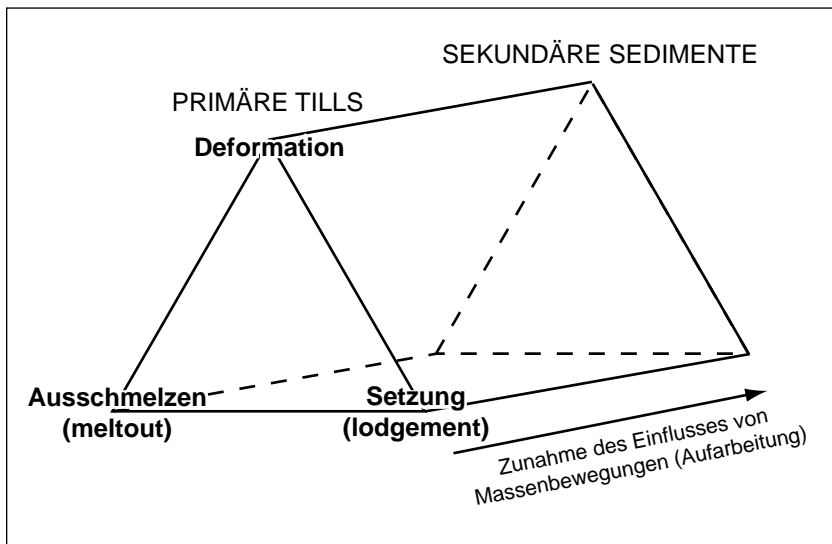 SEKUNDÄRE SEDIMENTE
PRIMÄRE TILLS
Deformation
Ausschmelzen
(meltout)
Setzung
(lodgement)
Zunahme des Einflusses von
Massenbewegungen (Aufarbeitung)